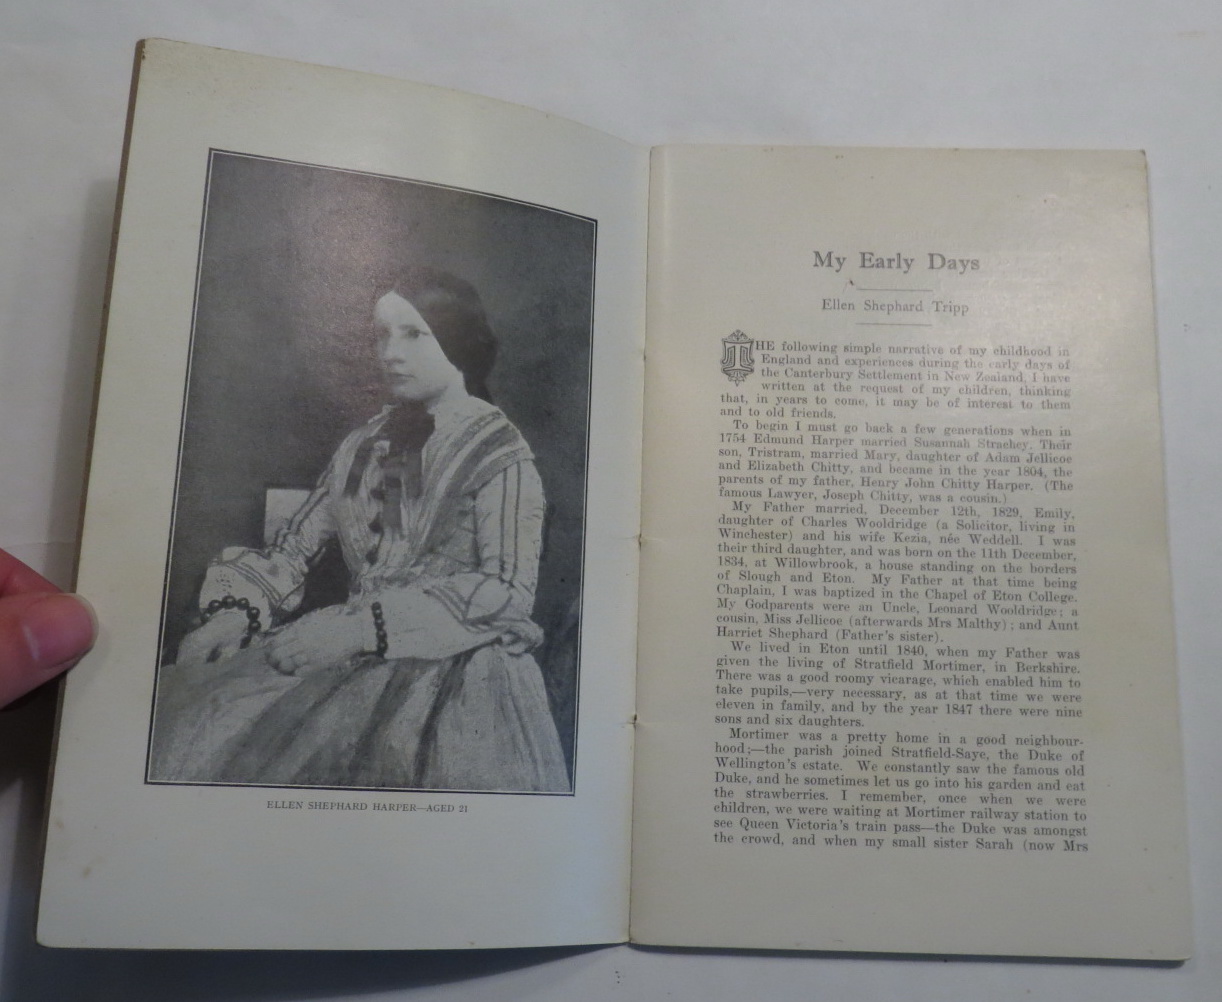 ELLEN SHEPHARD HARPER—AGED 21
My Early Days
Ellen Shephard Tripp
THE following simple narrative of my childhood in
England and experiences during the early days of
the Canterbury Settlement in New Zealand, I have
written at the request of my children, thinking
that, in years to come, it may be of interest to them
and to old friends.
To begin I must go back a few generations when in
1754 Edmund Harper married Susannah Strachey. Their
son, Tristram, married Mary, daughter of Adam Jellicoe
and Elizabeth Chitty, and became in the year 1804, the
parents of my father, Henry John Chitty Harper. (The
famous Lawyer, Joseph Chitty, was a cousin.)
My Father married, December 12th, 1829, Emily,
daughter of Charles Wooldridge (a Solicitor, living in
Winchester) and his wife Kezia, née Weddell. I was
their third daughter, and was born on the 11th December,
1834, at Willowbrook, a house standing on the borders
of Slough and Eton. My Father at that time being
Chaplain, I was baptized in the Chapel of Eton College.
My Godparents were an Uncle, Leonard Wooldridge; a
cousin, Miss Jellicoe (afterwards Mrs Malthy); and Aunt
Harriet Shephard (Father's sister).
We lived in Eton until 1840, when my Father was
given the living of Stratfield Mortimer, in Berkshire.
There was a good roomy vicarage, which enabled him to
take pupils,—very necessary, as at that time we were
eleven in family, and by the year 1847 there were nine
sons and six daughters.
Mortimer was a pretty home in a good neighbour-
hood;—the parish joined Stratfield-Saye, the Duke of
Wellington's estate. We constantly saw the famous old
Duke, and he sometimes let us go into his garden and eat
the strawberries. I remember, once when we were
children, we were waiting at Mortimer railway station to
see Queen Victoria's train pass—the Duke was amongst
the crowd, and when my small sister Sarah (now Mrs